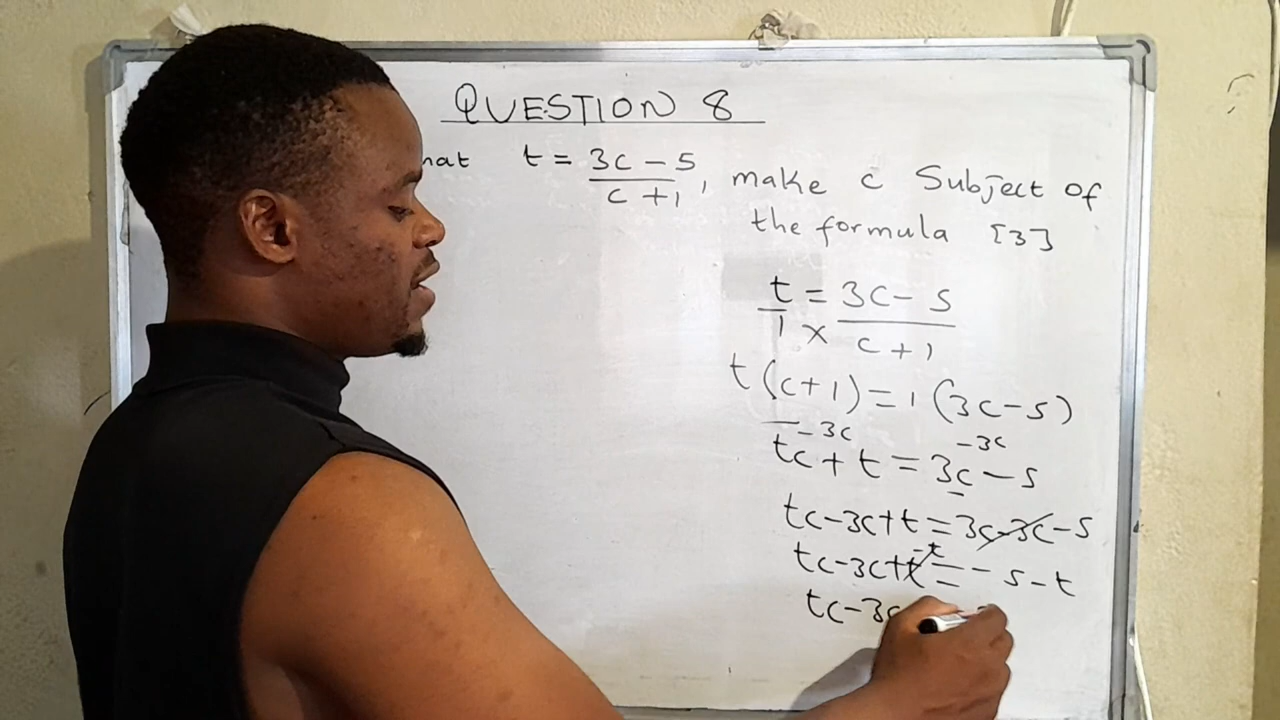 QUESTION 8
t = 3c - 5 / c + 1, make c Subject of
the formula [3]
t/1 × = 3c - 5 / c + 1
t (c+1) = 1 (3c-5)
-3c -3c
tc + t = 3c - 5
tc-3c+t = 3c-3c-5
-t
tc-3c+t = -5-t
tc-3c